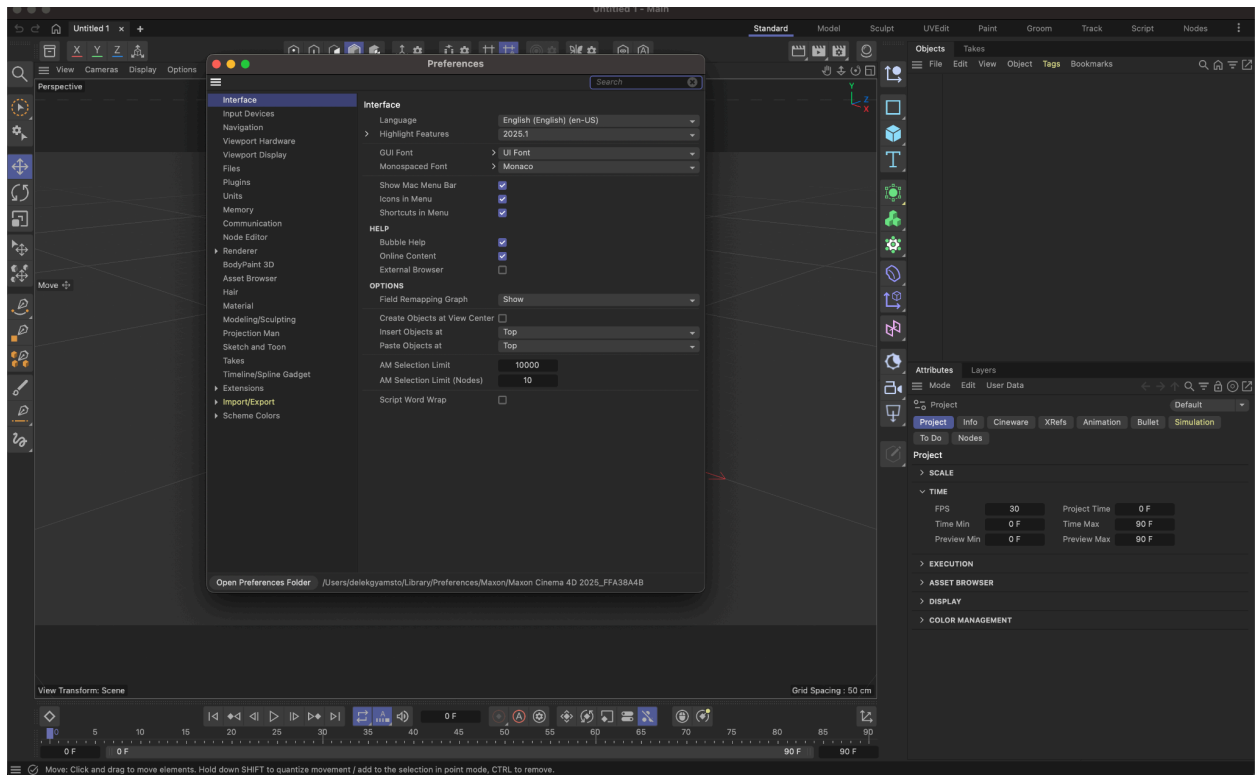 Untitled 1 - Main
Untitled 1 × +
Standard Model Sculpt UVEdit Paint Groom Track Script Nodes
X Y Z
View Cameras Display Options
Perspective
Y
Z
X
Move
View Transform: Scene
Grid Spacing : 50 cm
Preferences
Search
Interface
Input Devices
Navigation
Viewport Hardware
Viewport Display
Files
Plugins
Units
Memory
Communication
Node Editor
Renderer
BodyPaint 3D
Asset Browser
Hair
Material
Modeling/Sculpting
Projection Man
Sketch and Toon
Takes
Timeline/Spline Gadget
Extensions
Import/Export
Scheme Colors
Interface
Language English (English) (en-US)
Highlight Features 2025.1
GUI Font UI Font
Monospaced Font Monaco
Show Mac Menu Bar
Icons in Menu
Shortcuts in Menu
HELP
Bubble Help
Online Content
External Browser
OPTIONS
Field Remapping Graph Show
Create Objects at View Center
Insert Objects at Top
Paste Objects at Top
AM Selection Limit 10000
AM Selection Limit (Nodes) 10
Script Word Wrap
Open Preferences Folder /Users/delekgyamsto/Library/Preferences/Maxon/Maxon Cinema 4D 2025_FFA38A4B
Objects Takes
File Edit View Object Tags Bookmarks
Attributes Layers
Mode Edit User Data
Project Default
Project Info Cineware XRefs Animation Bullet Simulation
To Do Nodes
Project
SCALE
TIME
FPS 30 Project Time 0 F
Time Min 0 F Time Max 90 F
Preview Min 0 F Preview Max 90 F
EXECUTION
ASSET BROWSER
DISPLAY
COLOR MANAGEMENT
0 F
0 5 10 15 20 25 30 35 40 45 50 55 60 65 70 75 80 85 90
0 F 0 F 90 F 90 F
Move: Click and drag to move elements. Hold down SHIFT to quantize movement / add to the selection in point mode, CTRL to remove.